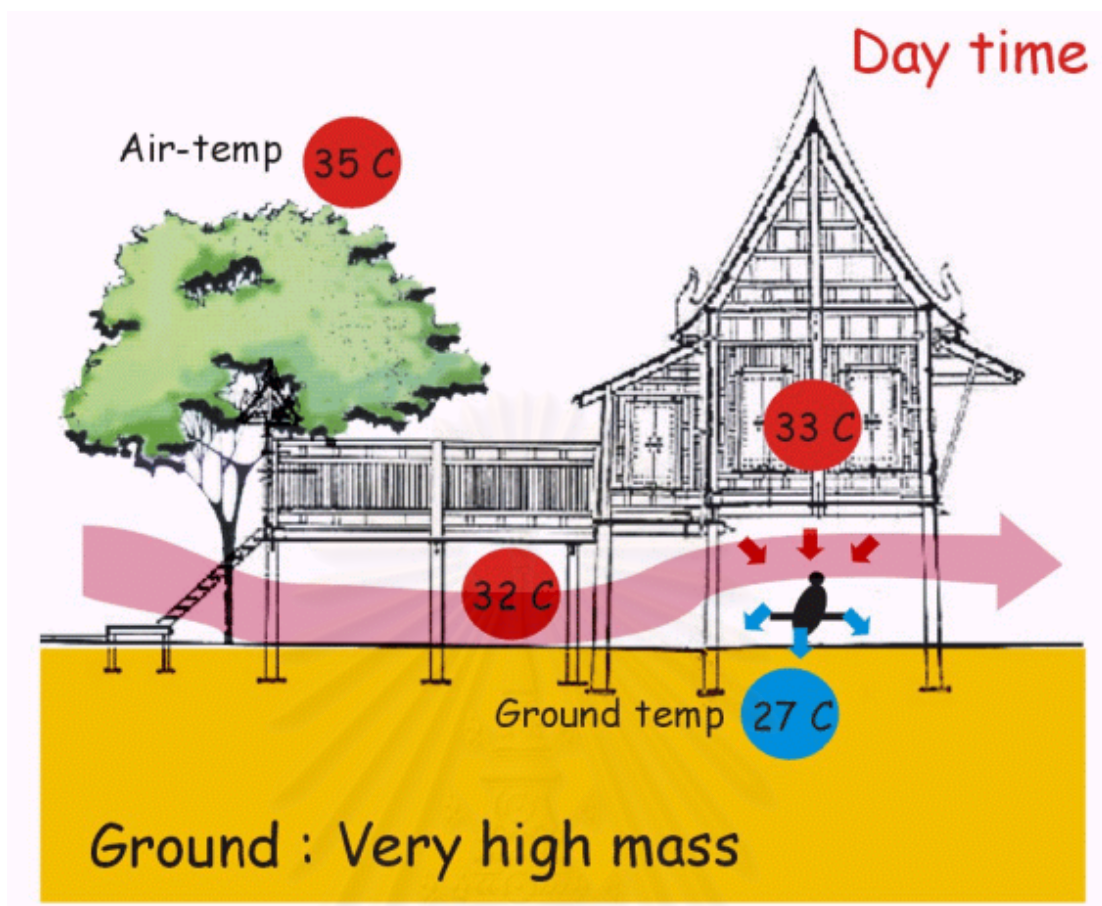 Day time
Air-temp 35 C
33 C
32 C
Ground temp 27 C
Ground : Very high mass